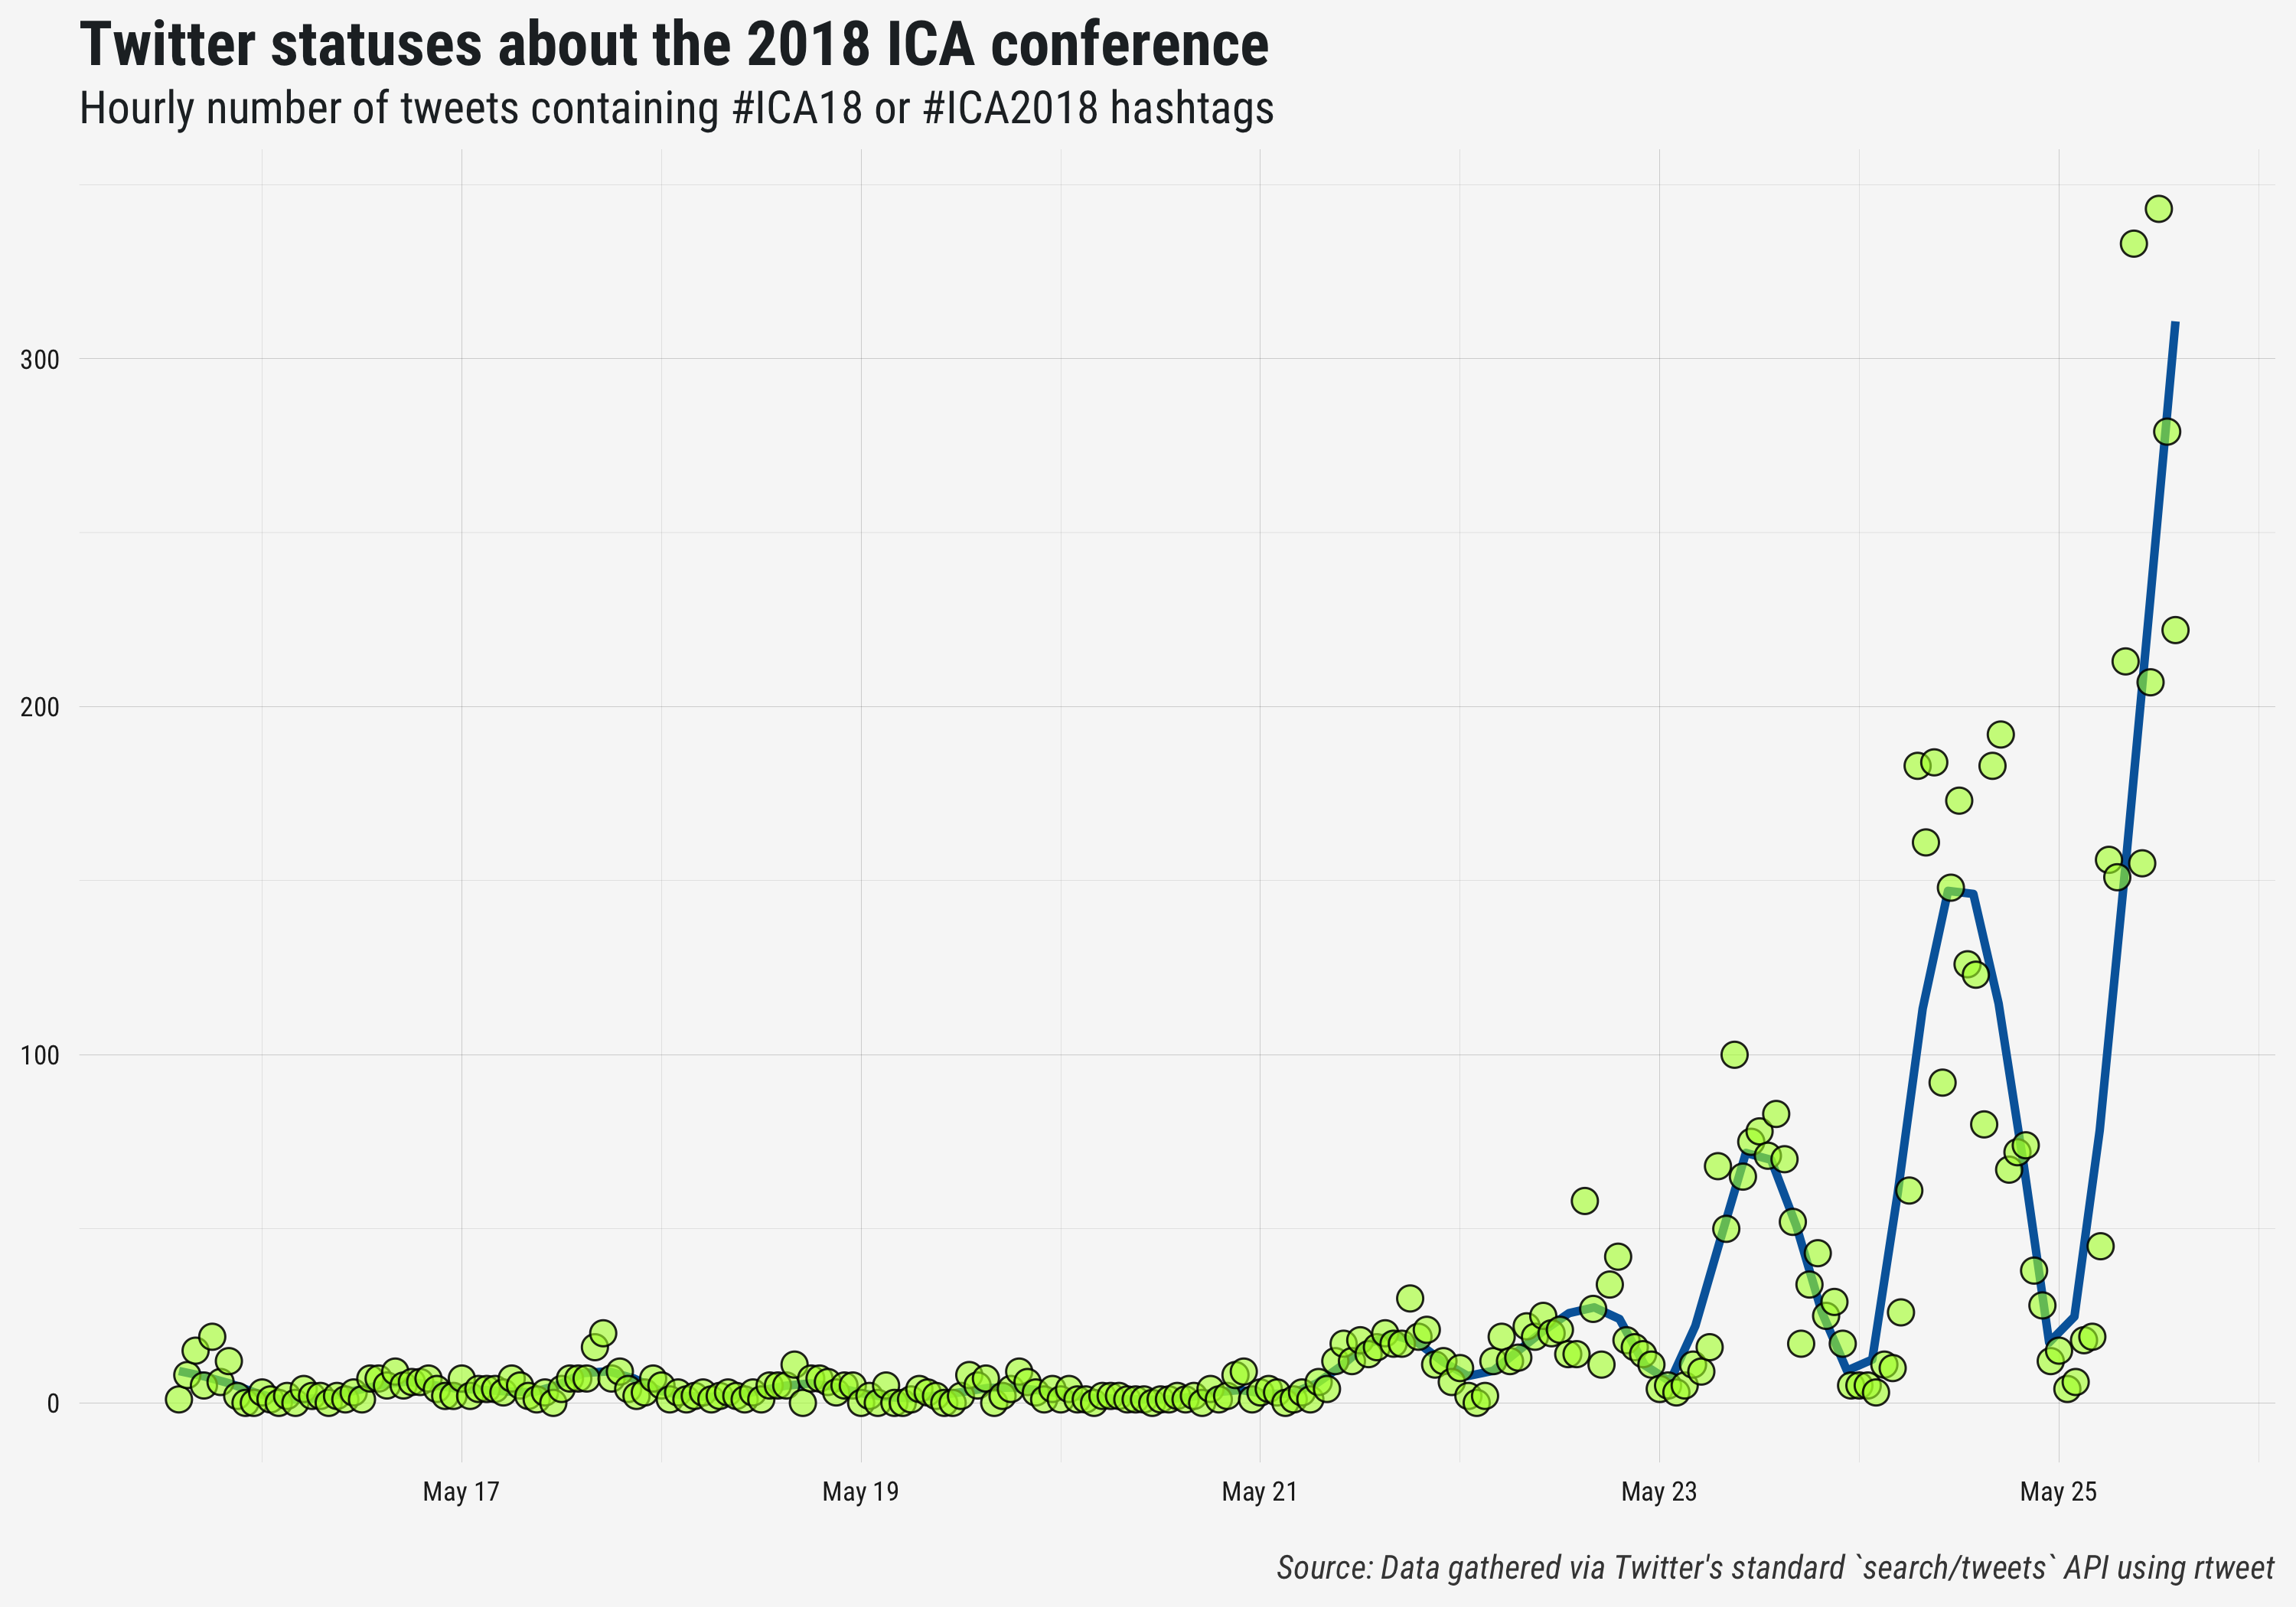 Twitter statuses about the 2018 ICA conference
Hourly number of tweets containing #ICA18 or #ICA2018 hashtags
300
200
100
0
May 17 May 19 May 21 May 23 May 25
Source: Data gathered via Twitter's standard `search/tweets` API using rtweet